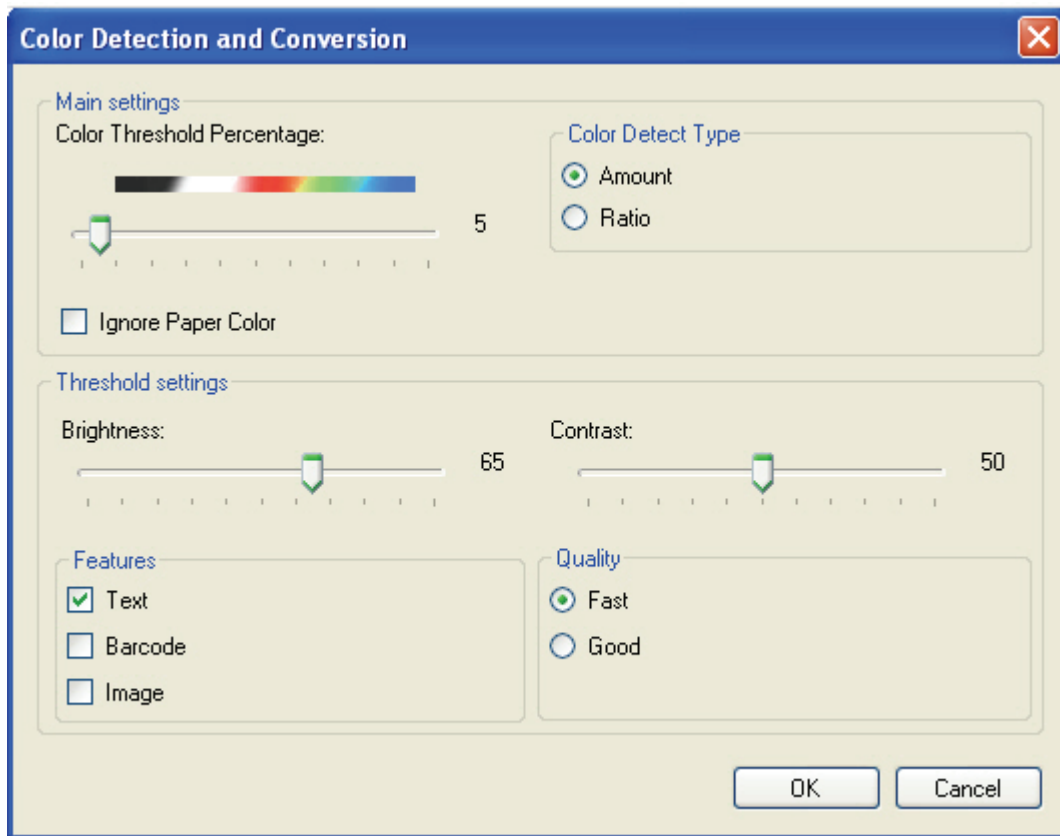 Color Detection and Conversion
Main settings
Color Threshold Percentage:
5
Ignore Paper Color
Color Detect Type
Amount
Ratio
Threshold settings
Brightness:
65
Contrast:
50
Features
Text
Barcode
Image
Quality
Fast
Good
OK
Cancel